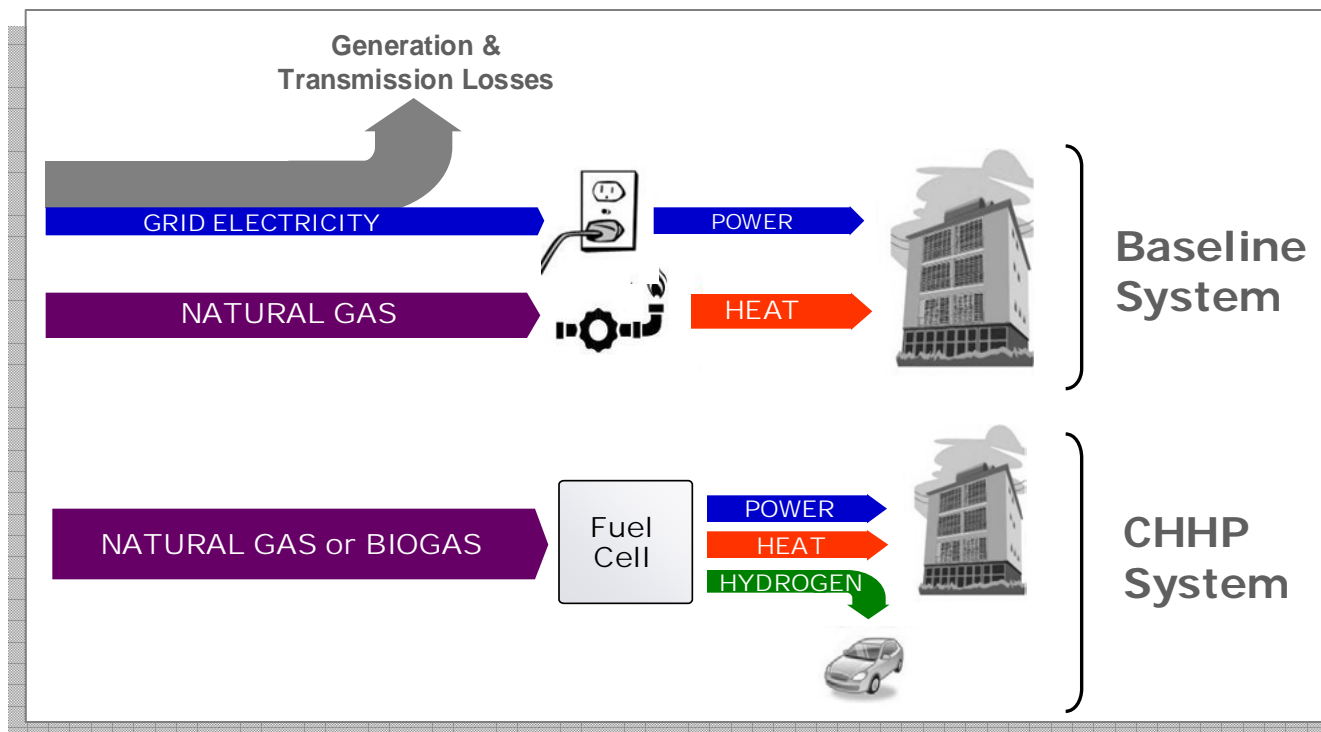 Generation &
Transmission Losses
GRID ELECTRICITY
POWER
NATURAL GAS
HEAT
Baseline
System
NATURAL GAS or BIOGAS
Fuel
Cell
POWER
HEAT
HYDROGEN
CHHP
System